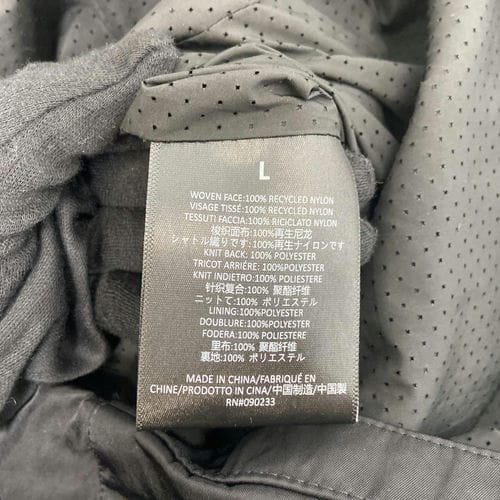 L
WOVEN FACE:100% RECYCLED NYLON
VISAGE TISSÉ:100% RECYCLED NYLON
TESSUTI FACCIA:100% RICICLATO NYLON
梭织面布:100%再生尼龙
シャトル織りです:100%再生ナイロンです
KNIT BACK:100% POLYESTER
TRICOT ARRIÈRE:100% POLYESTER
KNIT INDIETRO:100% POLIESTERE
针织复合:100% 聚酯纤维
ニットて:100% ポリエステル
LINING:100%POLYESTER
DOUBLURE:100% POLYESTER
FODERA:100% POLIESTERE
里布:100% 聚酯纤维
裏地:100% ポリエステル
MADE IN CHINA/FABRIQUÉ EN
CHINE/PRODOTTO IN CINA/中国制造/中国製
RN#090233